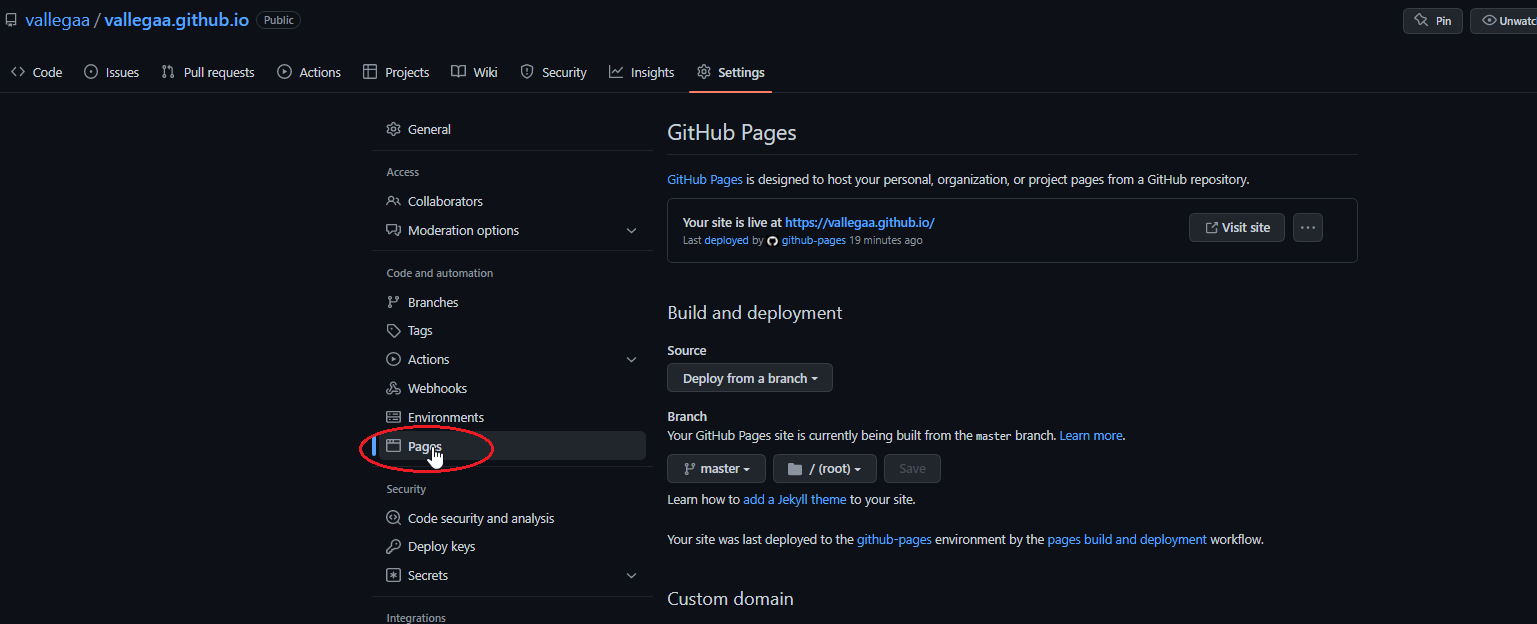 vallegaa / vallegaa.github.io Public
Pin
Unwatc
Code Issues Pull requests Actions Projects Wiki Security Insights Settings
General
Access
Collaborators
Moderation options
Code and automation
Branches
Tags
Actions
Webhooks
Environments
Pages
Security
Code security and analysis
Deploy keys
Secrets
Integrations
GitHub Pages
GitHub Pages is designed to host your personal, organization, or project pages from a GitHub repository.
Your site is live at https://vallegaa.github.io/
Last deployed by github-pages 19 minutes ago
Visit site
Build and deployment
Source
Deploy from a branch
Branch
Your GitHub Pages site is currently being built from the master branch. Learn more.
master / (root) Save
Learn how to add a Jekyll theme to your site.
Your site was last deployed to the github-pages environment by the pages build and deployment workflow.
Custom domain